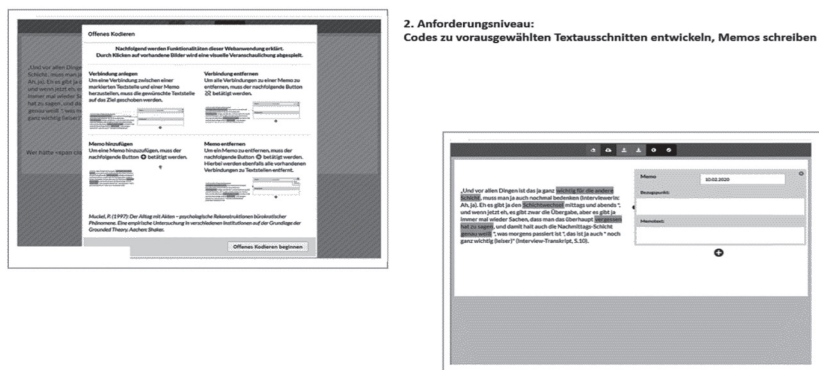 2. Anforderungsniveau:
Codes zu vorausgewählten Textausschnitten entwickeln, Memos schreiben
Offenes Kodieren
Nachfolgend werden Funktionalitäten dieser Webanwendung erklärt.
Durch Klicken auf vorhandene Bilder wird eine visuelle Veranschaulichung abgespielt.
Verbindung anlegen
Um eine Verbindung zwischen einer
markierten Textstelle und einer Memo
herzustellen, muss die gewünschte Textstelle
auf das Ziel geschoben werden.
Verbindung entfernen
Um alle Verbindungen zu einer Memo zu
entfernen, muss der nachfolgende Button
betätigt werden.
Memo hinzufügen
Um eine Memo hinzuzufügen, muss der
nachfolgende Button betätigt werden.
Memo entfernen
Um ein Memo zu entfernen, muss der
nachfolgende Button betätigt werden.
Hierbei werden ebenfalls alle vorhandenen
Verbindungen zu Textstellen entfernt.
Muckel, P. (1997): Der Alltag mit Akten – psychologische Rekonstruktionen bürokratischer
Phänomene. Eine empirische Untersuchung in verschiedenen Institutionen auf der Grundlage der
Grounded Theory, Aachen: Shaker.
Offenes Kodieren beginnen
„Und vor allen Dingen ist das ja ganz wichtig für die andere
Schicht, muss man ja auch nochmal bedenken (Interviewerin:
Ah, ja). Eh es gibt ja den Schichtwechsel mittags und abends *,
und wenn jetzt eh, es gibt zwar die Übergabe, aber es gibt ja
immer mal wieder Sachen, dass man das überhaupt vergessen
hat zu sagen, und damit halt auch die Nachmittags-Schicht
genau weiß *, was morgens passiert ist *, das ist ja auch * noch
ganz wichtig (leiser)" (Interview-Transkript, S.10).
Memo
10.02.2020
Bezugspunkt:
Memotext: